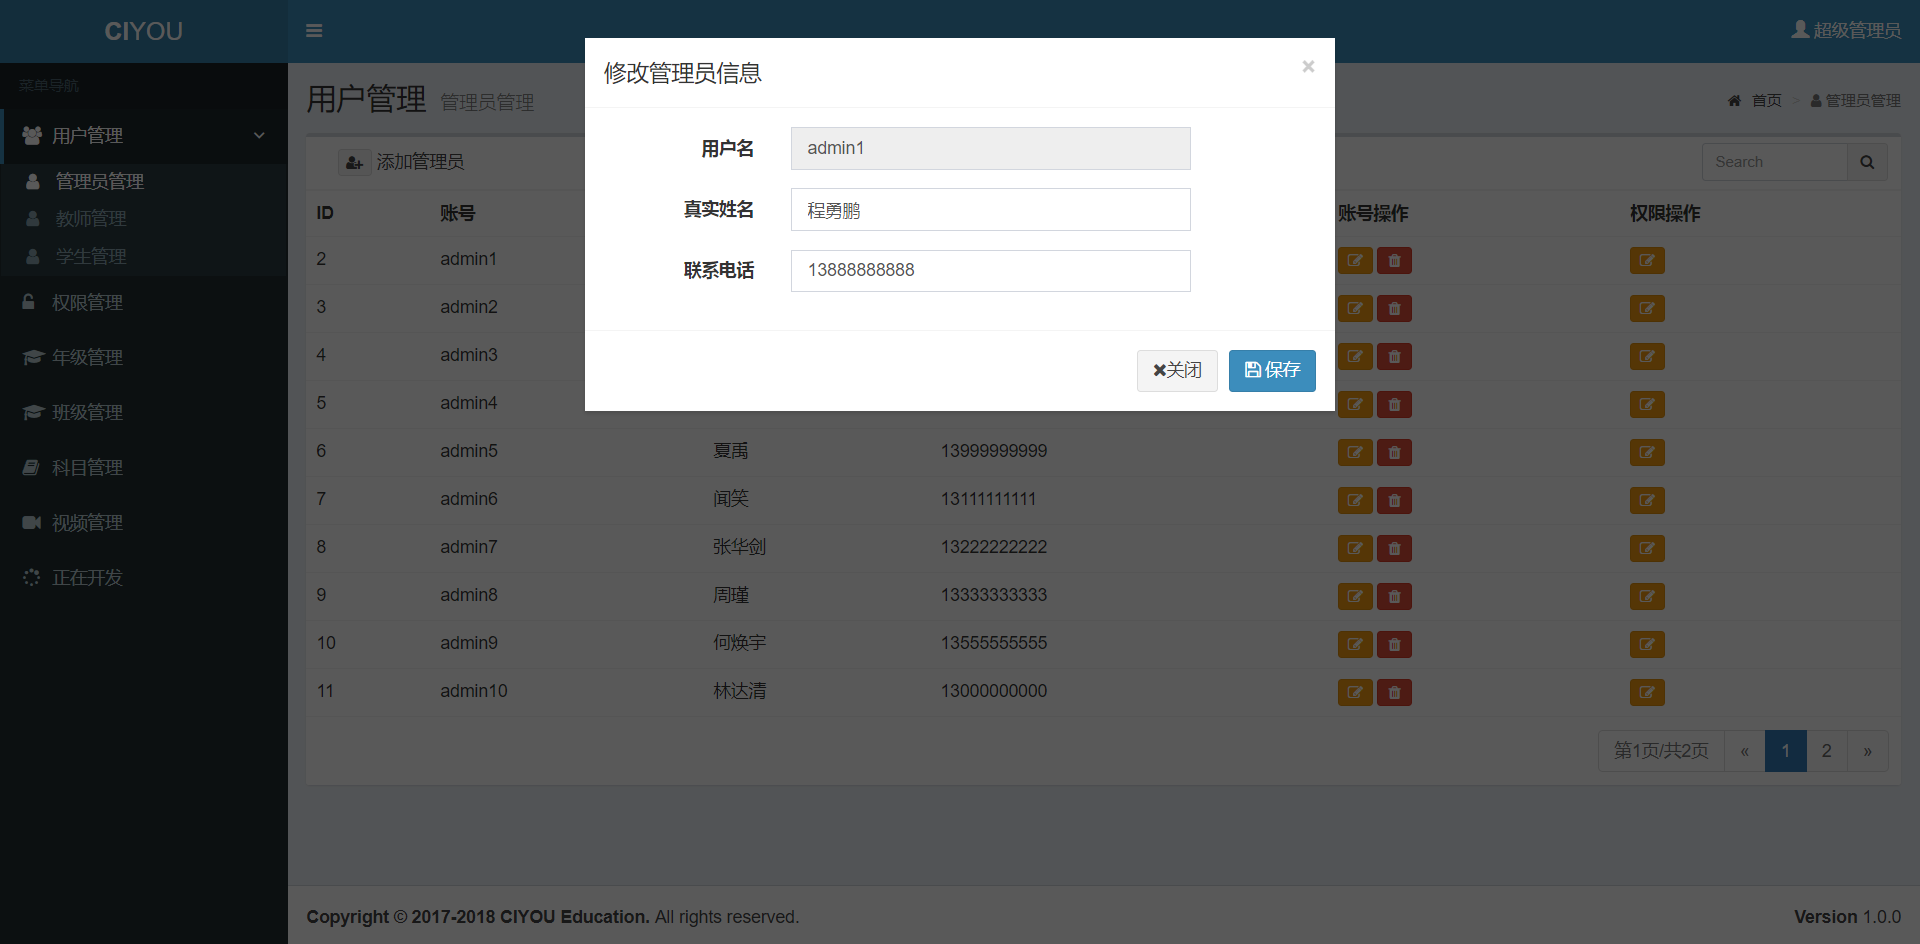 CIYOU
超级管理员
菜单导航
用户管理
管理员管理
教师管理
学生管理
权限管理
年级管理
班级管理
科目管理
视频管理
正在开发
用户管理 管理员管理
首页 > 管理员管理
添加管理员
Search
ID 账号 账号操作 权限操作
2 admin1
3 admin2
4 admin3
5 admin4
6 admin5 夏禹 13999999999
7 admin6 闻笑 13111111111
8 admin7 张华剑 13222222222
9 admin8 周瑾 13333333333
10 admin9 何焕宇 13555555555
11 admin10 林达清 13000000000
第1页/共2页 « 1 2 »
修改管理员信息 ×
用户名 admin1
真实姓名 程勇鹏
联系电话 13888888888
关闭 保存
Copyright © 2017-2018 CIYOU Education. All rights reserved.
Version 1.0.0